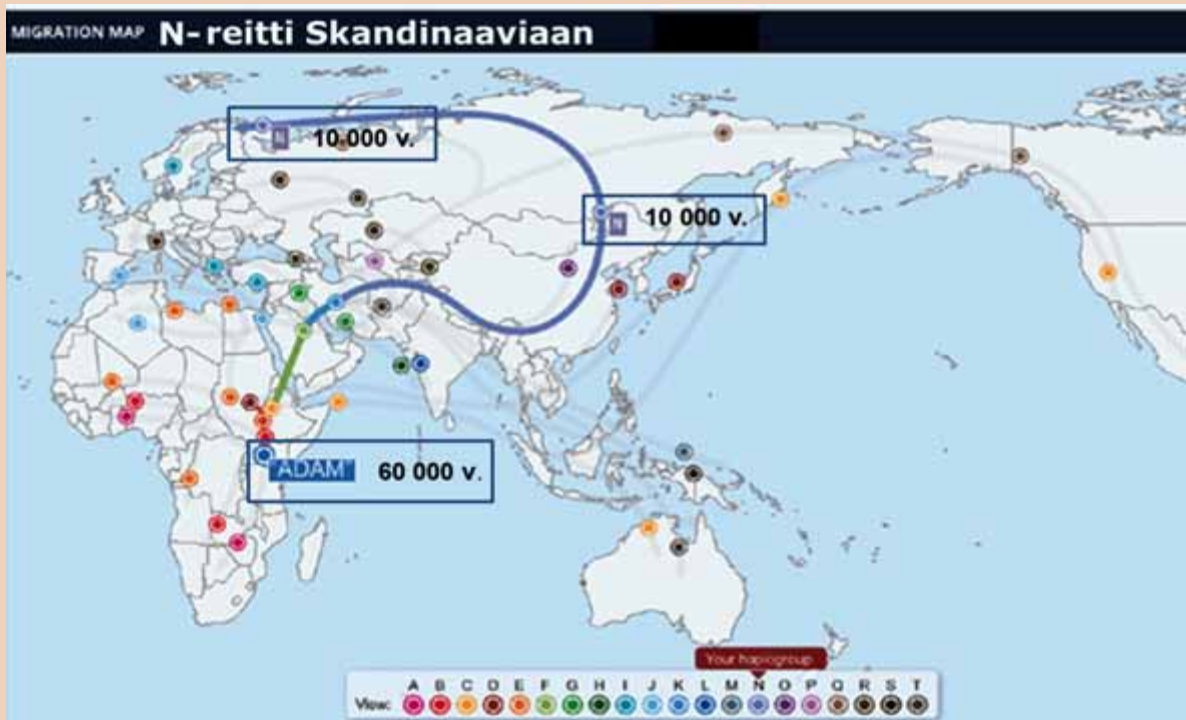 MIGRATION MAP N-reitti Skandinaaviaan
N 10.000 v.
N 10 000 v.
"ADAM" 60 000 v.
Your haplogroup
A B C D E F G H I J K L M N O P Q R S T
View: